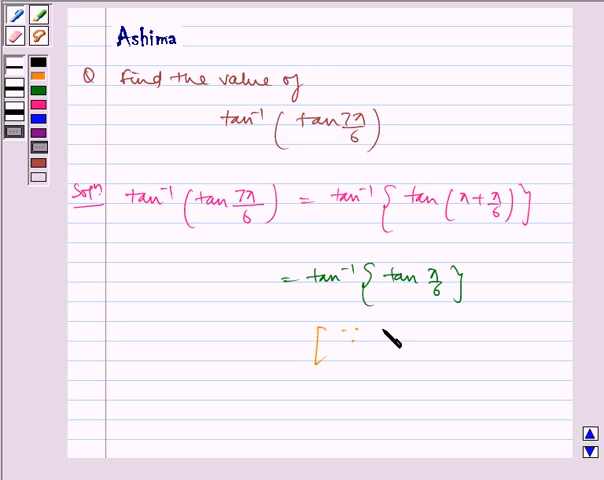 Ashima
Q Find the value of
tan⁻¹ ( tan 7π/6 )
Solⁿ. tan⁻¹ ( tan 7π/6 ) = tan⁻¹ { tan ( π + π/6 ) }
= tan⁻¹ { tan π/6 }
[ ∵